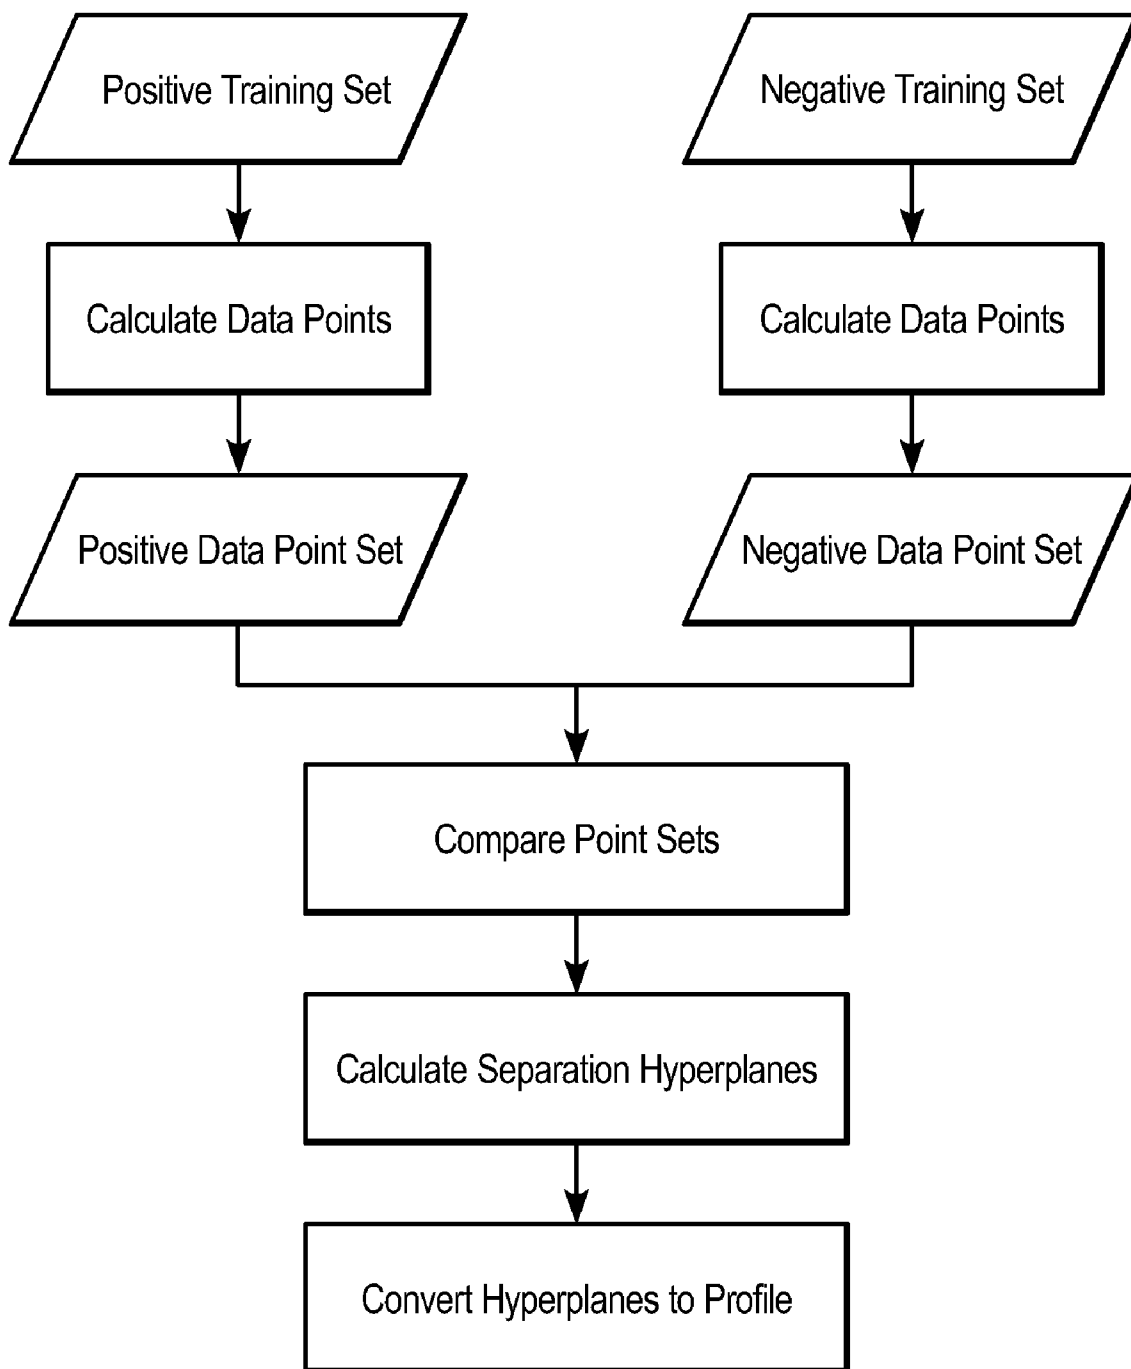 Positive Training Set
Negative Training Set
Calculate Data Points
Calculate Data Points
Positive Data Point Set
Negative Data Point Set
Compare Point Sets
Calculate Separation Hyperplanes
Convert Hyperplanes to Profile